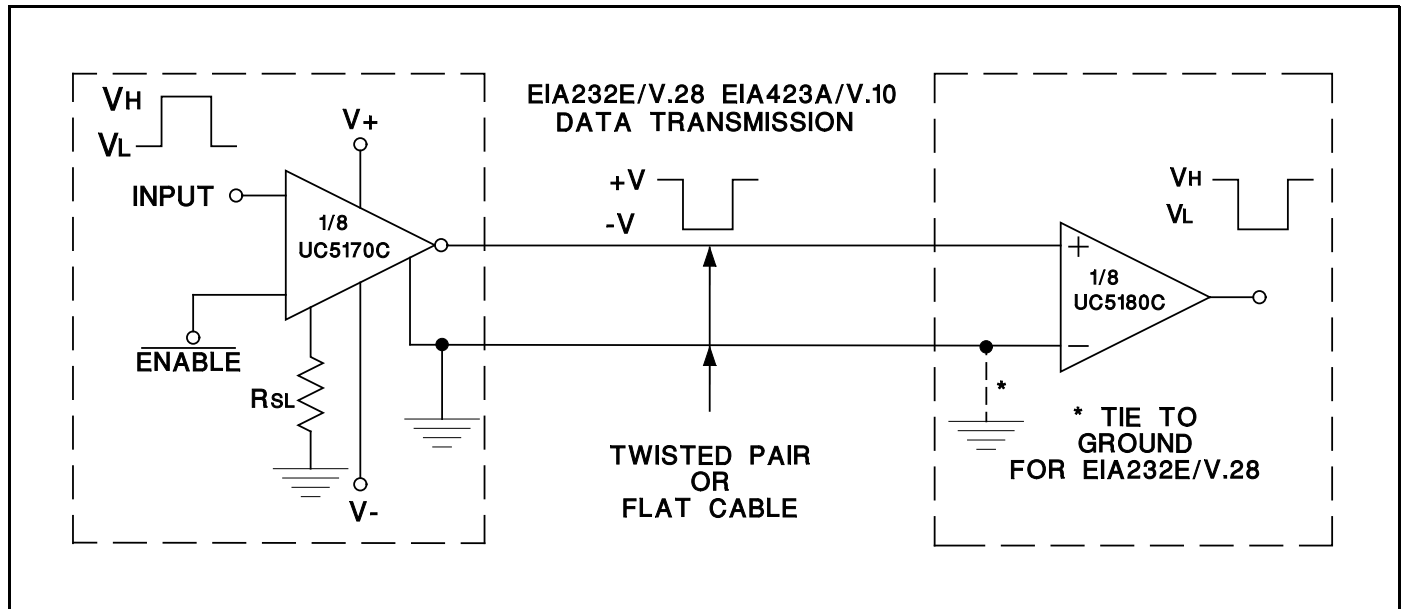 VH
VL
INPUT
ENABLE
V+
1/8
UC5170C
RSL
V-
EIA232E/V.28 EIA423A/V.10
DATA TRANSMISSION
+V
-V
TWISTED PAIR
OR
FLAT CABLE
VH
VL
+
1/8
UC5180C
−
*
* TIE TO
GROUND
FOR EIA232E/V.28